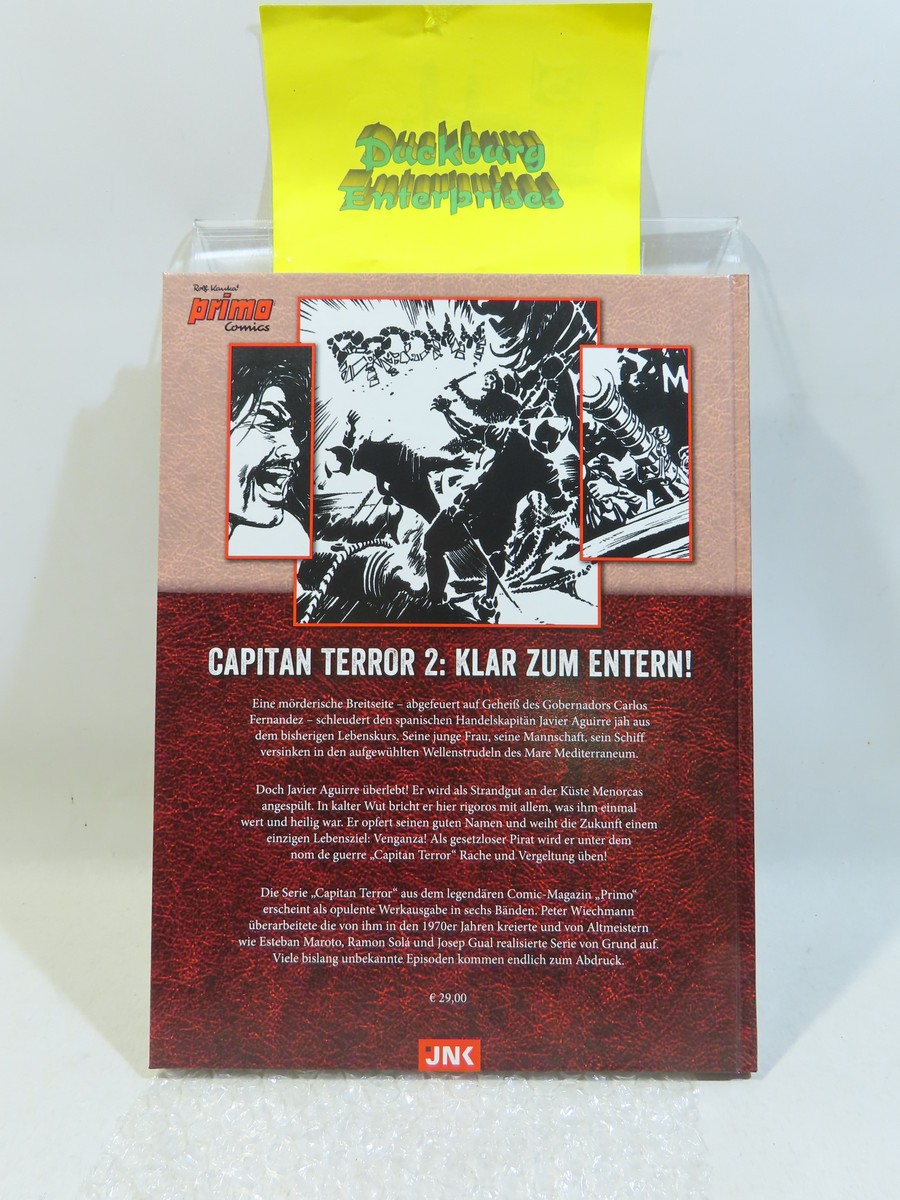 Duckburg
Enterprises
Rolf Kauka's
primo
Comics
M
CAPITAN TERROR 2: KLAR ZUM ENTERN!
Eine mörderische Breitseite – abgefeuert auf Geheiß des Gobernadors Carlos
Fernandez – schleudert den spanischen Handelskapitän Javier Aguirre jäh aus
dem bisherigen Lebenskurs. Seine junge Frau, seine Mannschaft, sein Schiff
versinken in den aufgewühlten Wellenstrudeln des Mare Mediterraneum.
Doch Javier Aguirre überlebt! Er wird als Strandgut an der Küste Menorcas
angespült. In kalter Wut bricht er hier rigoros mit allem, was ihm einmal
wert und heilig war. Er opfert seinen guten Namen und weiht die Zukunft einem
einzigen Lebensziel: Venganza! Als gesetzloser Pirat wird er unter dem
nom de guerre „Capitan Terror“ Rache und Vergeltung üben!
Die Serie „Capitan Terror“ aus dem legendären Comic-Magazin „Primo“
erscheint als opulente Werkausgabe in sechs Bänden. Peter Wiechmann
überarbeitete die von ihm in den 1970er Jahren kreierte und von Altmeistern
wie Esteban Maroto, Ramon Solá und Josep Gual realisierte Serie von Grund auf.
Viele bislang unbekannte Episoden kommen endlich zum Abdruck.
€ 29,00
JNK